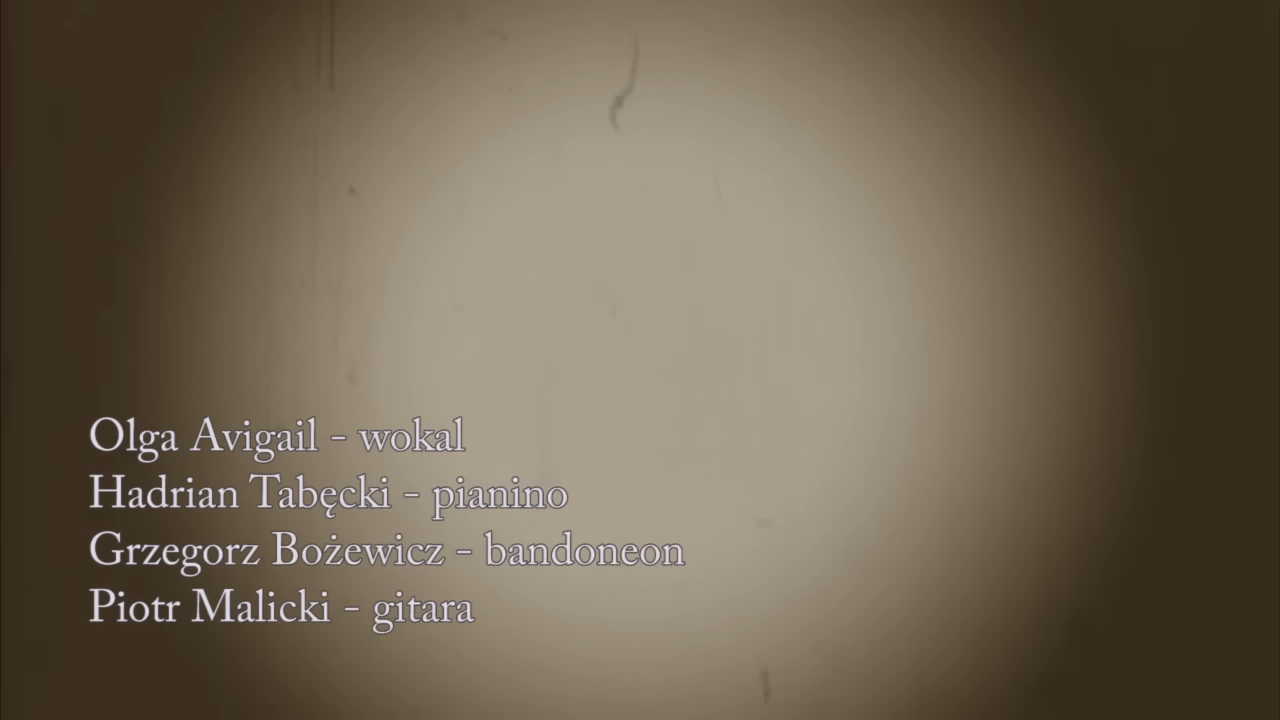 Olga Avigail - wokal
Hadrian Tabęcki - pianino
Grzegorz Bożewicz - bandoneon
Piotr Malicki - gitara